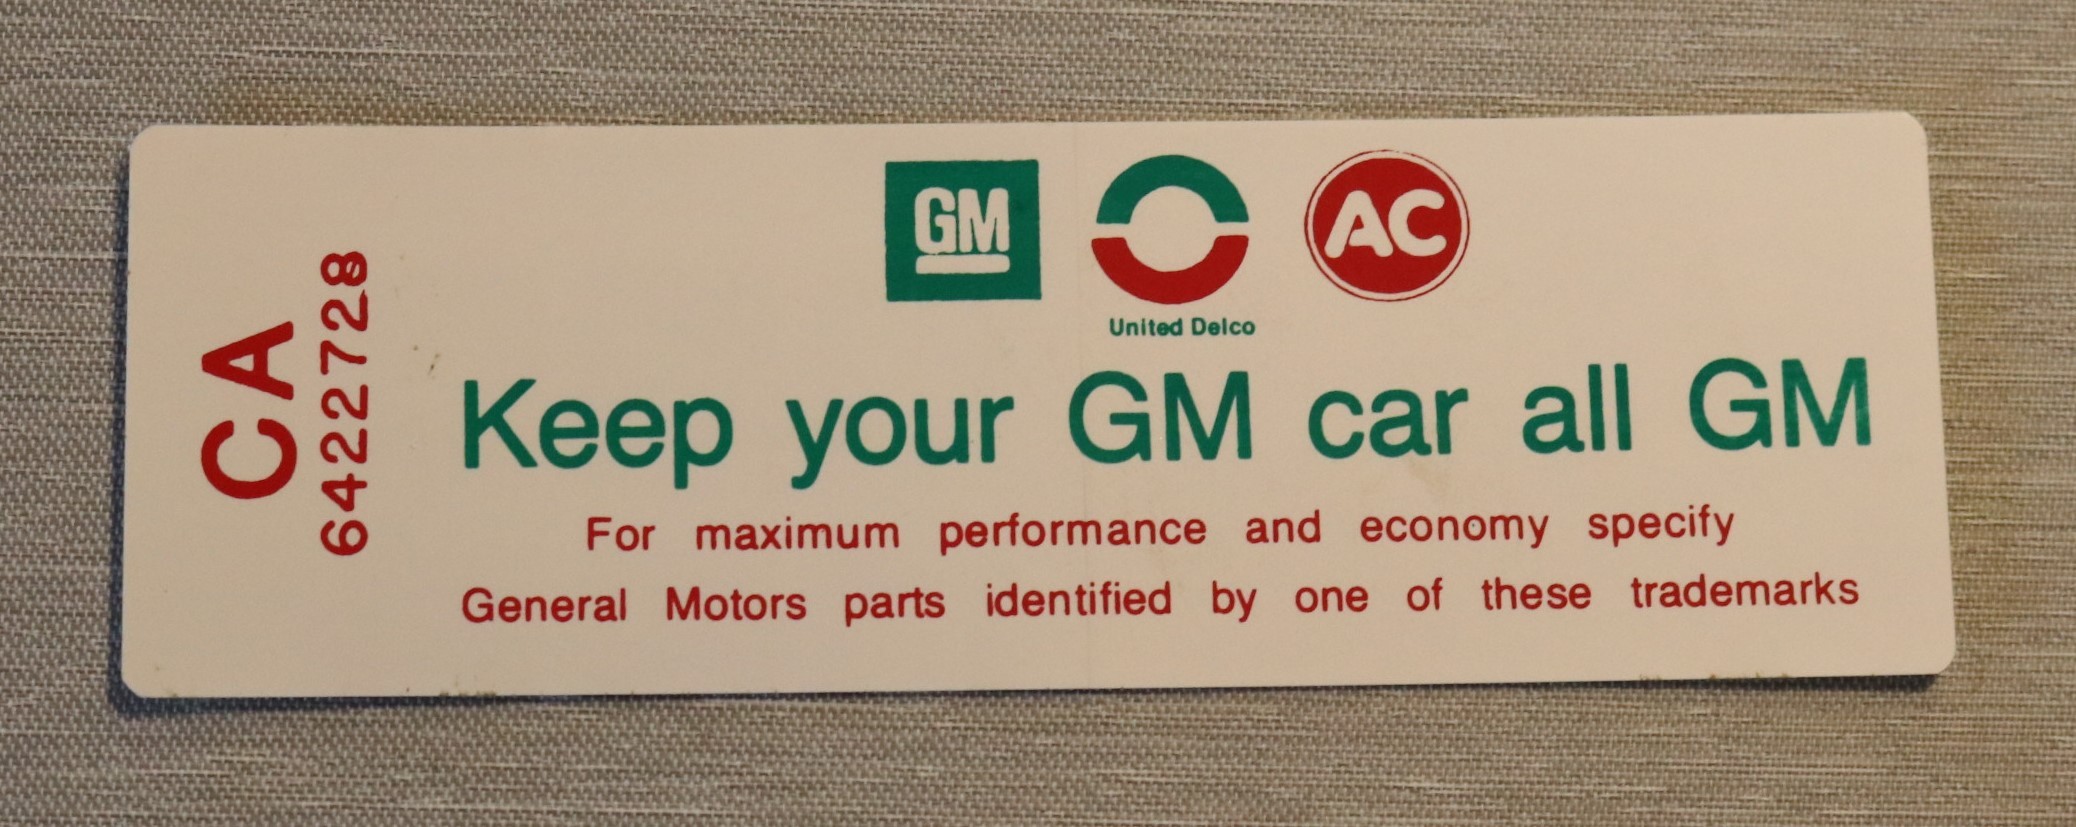 CA
6422728
GM
AC
United Delco
Keep your GM car all GM
For maximum performance and economy specify
General Motors parts identified by one of these trademarks